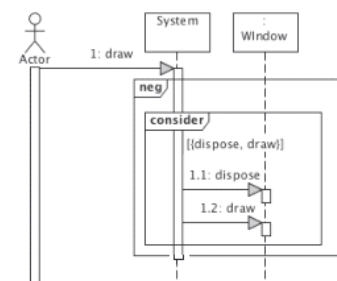 System
:
WIndow
Actor
1: draw
neg
consider
[{dispose, draw}]
1.1: dispose
1.2: draw